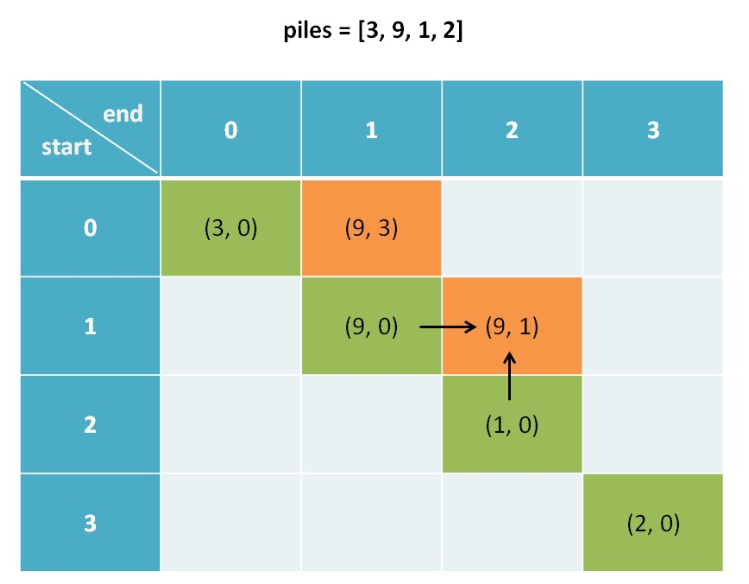 piles = [3, 9, 1, 2]
end
start
0 1 2 3
0 (3, 0) (9, 3)
1 (9, 0) (9, 1)
2 (1, 0)
3 (2, 0)